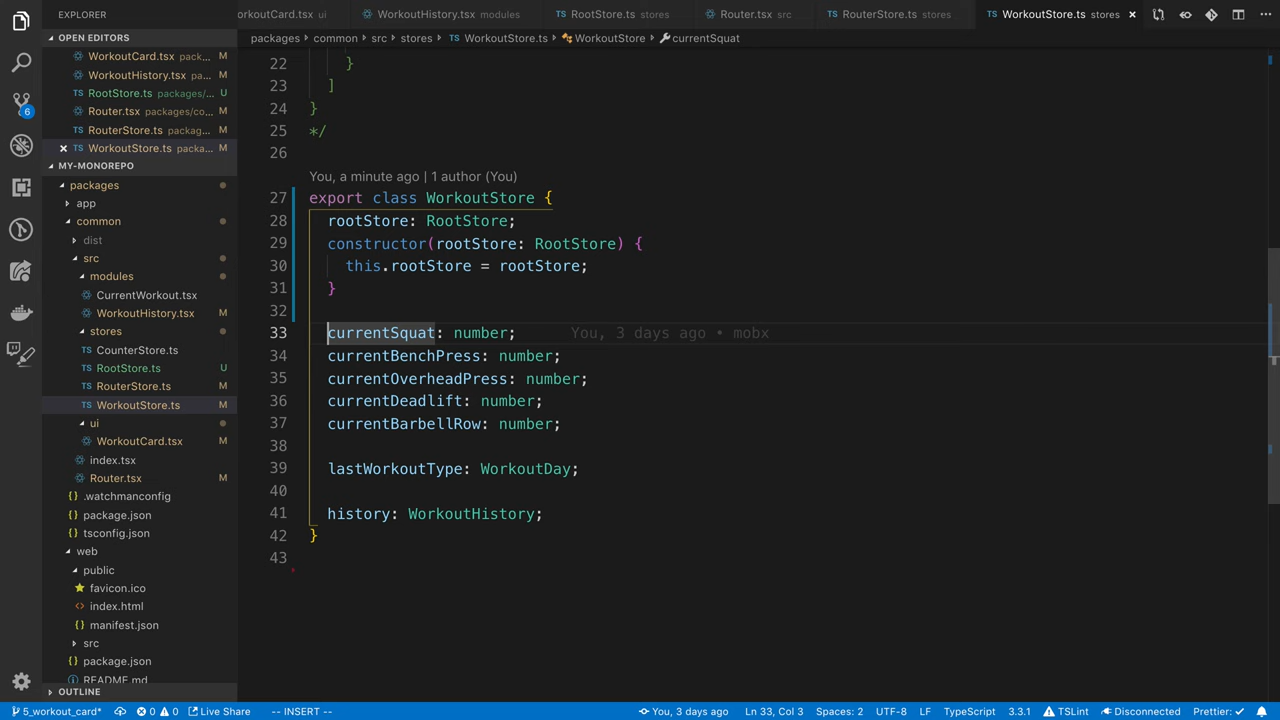 EXPLORER
OPEN EDITORS
WorkoutCard.tsx pack... M
WorkoutHistory.tsx pa... M
RootStore.ts packages/... U
Router.tsx packages/co... M
RouterStore.ts packag... M
WorkoutStore.ts packa... M
MY-MONOREPO
packages
app
common
dist
src
modules
CurrentWorkout.tsx
WorkoutHistory.tsx M
stores
CounterStore.ts
RootStore.ts U
RouterStore.ts M
WorkoutStore.ts M
ui
WorkoutCard.tsx M
index.tsx
Router.tsx M
.watchmanconfig
package.json
tsconfig.json
web
public
favicon.ico
index.html
manifest.json
src
package.json
README.md
OUTLINE
6
orkoutCard.tsx ui WorkoutHistory.tsx modules RootStore.ts stores Router.tsx src RouterStore.ts stores WorkoutStore.ts stores
packages > common > src > stores > TS WorkoutStore.ts > WorkoutStore > currentSquat
22 }
23 ]
24 }
25 */
26
You, a minute ago | 1 author (You)
27 export class WorkoutStore {
28 rootStore: RootStore;
29 constructor(rootStore: RootStore) {
30 this.rootStore = rootStore;
31 }
32
33 currentSquat: number; You, 3 days ago • mobx
34 currentBenchPress: number;
35 currentOverheadPress: number;
36 currentDeadlift: number;
37 currentBarbellRow: number;
38
39 lastWorkoutType: WorkoutDay;
40
41 history: WorkoutHistory;
42 }
43
5_workout_card* 0 0 Live Share -- INSERT -- You, 3 days ago Ln 33, Col 3 Spaces: 2 UTF-8 LF TypeScript 3.3.1 TSLint Disconnected Prettier: ✓